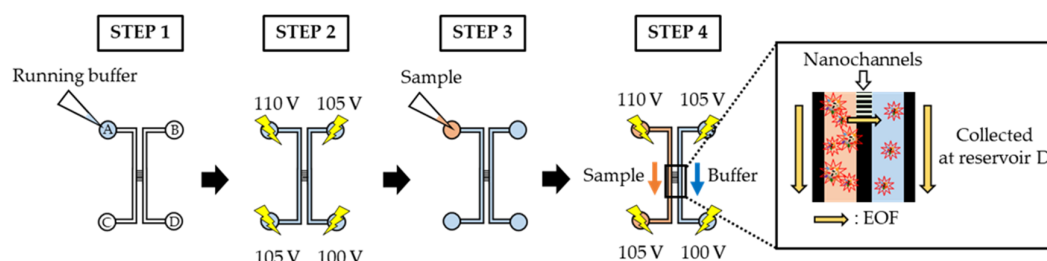 STEP 1
STEP 2
STEP 3
STEP 4
Running buffer
A
B
C
D
110 V
105 V
105 V
100 V
Sample
110 V
105 V
Sample
Buffer
105 V
100 V
Nanochannels
Collected
at reservoir D
: EOF